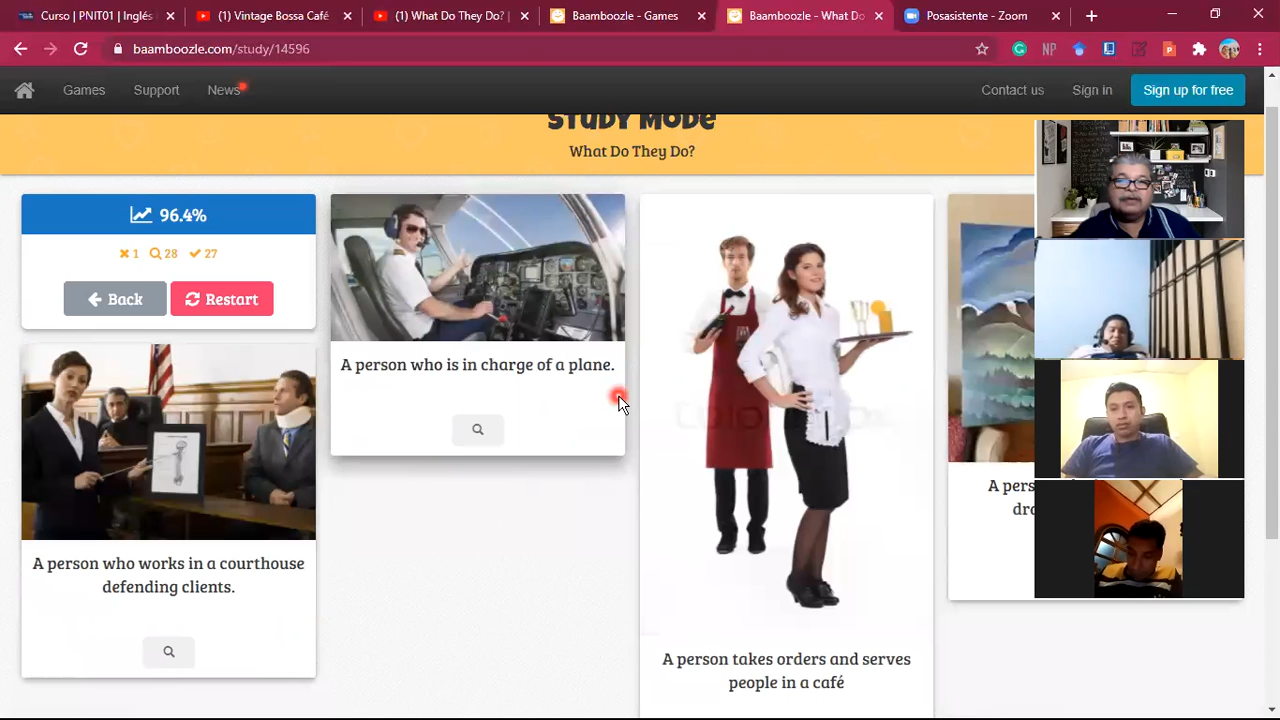 Curso | PNIT01 | Inglés
(1) Vintage Bossa Café
(1) What Do They Do? |
Baamboozle - Games
Baamboozle - What Do
Posasistente - Zoom
baamboozle.com/study/14596
NP
Games
Support
News
Contact us
Sign in
Sign up for free
STUDY MODE
What Do They Do?
96.4%
1
28
27
Back
Restart
A person who works in a courthouse
defending clients.
A person who is in charge of a plane.
A person takes orders and serves
people in a café